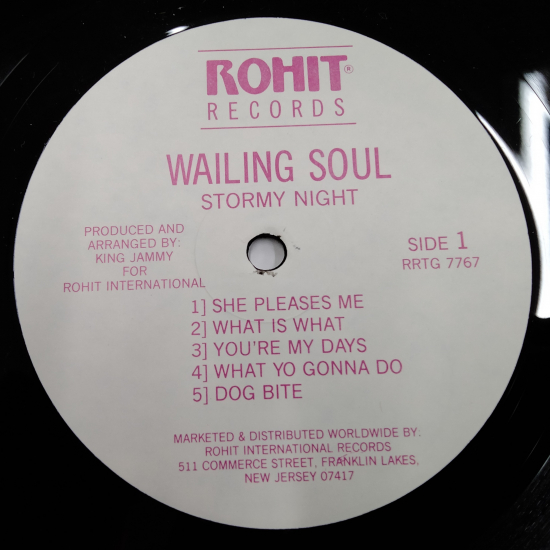 ROHIT®
RECORDS
WAILING SOUL
STORMY NIGHT
PRODUCED AND
ARRANGED BY:
KING JAMMY
FOR
ROHIT INTERNATIONAL
SIDE 1
RRTG 7767
1] SHE PLEASES ME
2] WHAT IS WHAT
3] YOU'RE MY DAYS
4] WHAT YO GONNA DO
5] DOG BITE
MARKETED & DISTRIBUTED WORLDWIDE BY:
ROHIT INTERNATIONAL RECORDS
511 COMMERCE STREET, FRANKLIN LAKES,
NEW JERSEY 07417